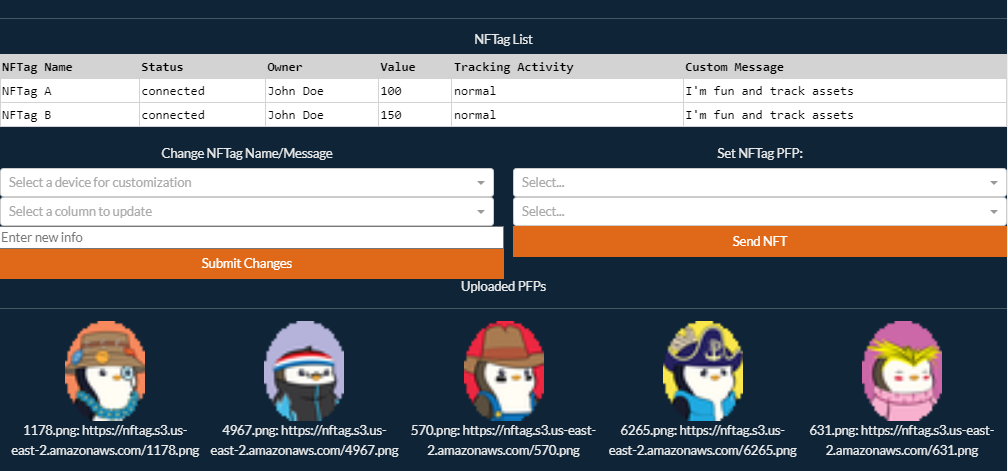 NFTag List
NFTag Name Status Owner Value Tracking Activity Custom Message
NFTag A connected John Doe 100 normal I'm fun and track assets
NFTag B connected John Doe 150 normal I'm fun and track assets
Change NFTag Name/Message
Select a device for customization
Select a column to update
Enter new info
Submit Changes
Set NFTag PFP:
Select...
Select...
Send NFT
Uploaded PFPs
1178.png: https://nftag.s3.us-
east-2.amazonaws.com/1178.png
4967.png: https://nftag.s3.us-
east-2.amazonaws.com/4967.png
570.png: https://nftag.s3.us-east-
2.amazonaws.com/570.png
6265.png: https://nftag.s3.us-
east-2.amazonaws.com/6265.png
631.png: https://nftag.s3.us-east-
2.amazonaws.com/631.png